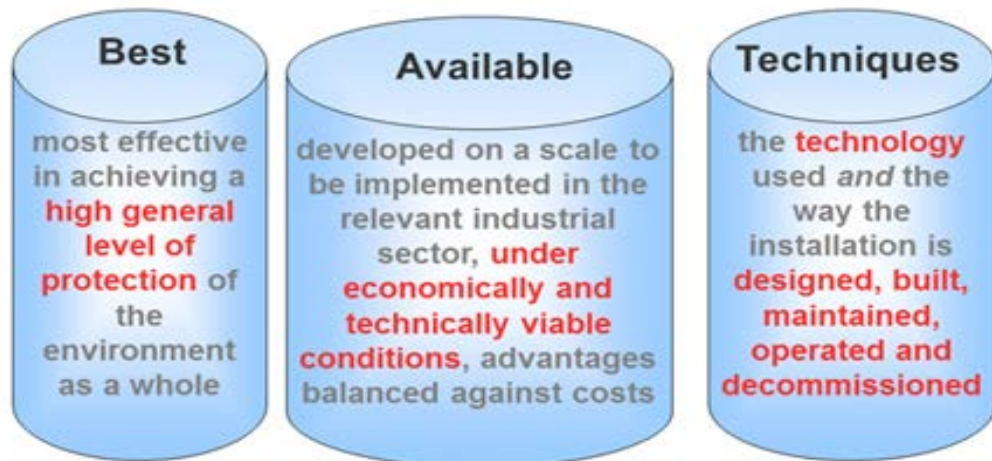 Best
most effective
in achieving a
high general
level of
protection of
the
environment
as a whole
Available
developed on a scale to
be implemented in the
relevant industrial
sector, under
economically and
technically viable
conditions, advantages
balanced against costs
Techniques
the technology
used and the
way the
installation is
designed, built,
maintained,
operated and
decommissioned